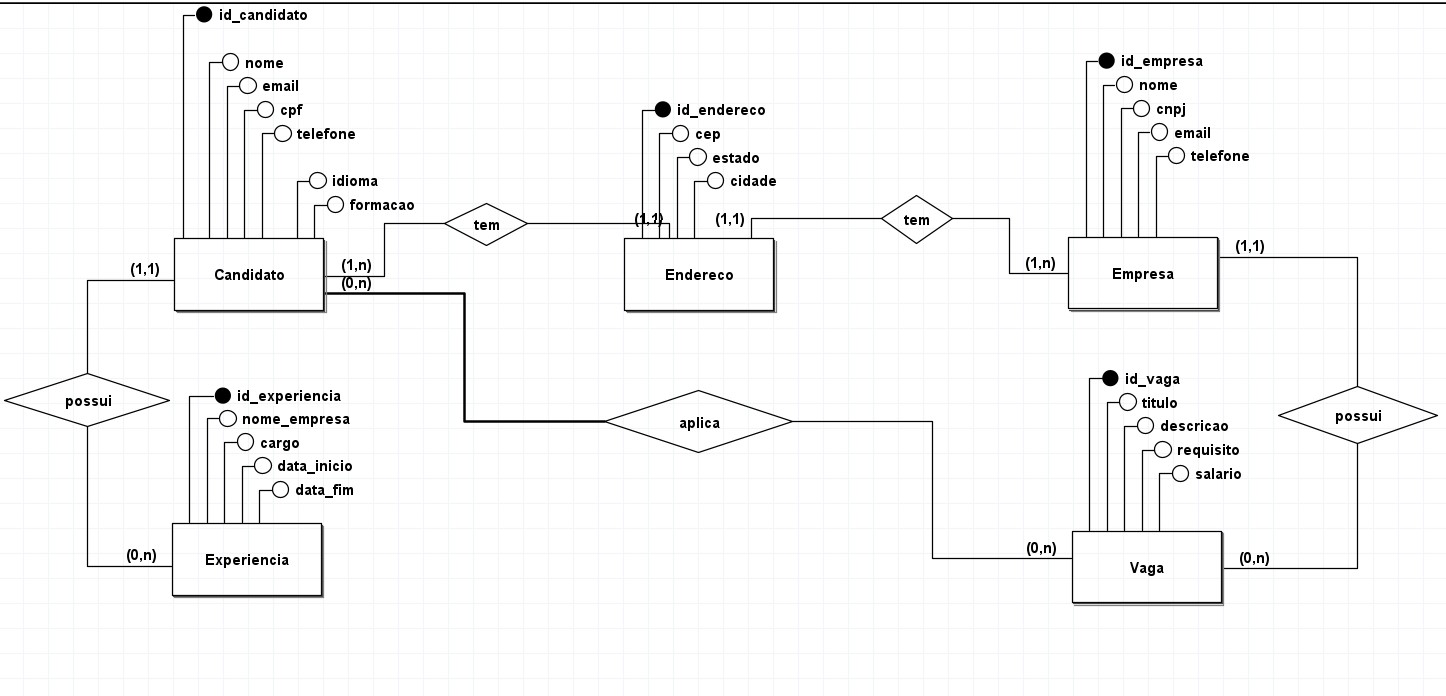 id_candidato
nome
email
cpf
telefone
idioma
formacao
Candidato
(1,1)
(1,n)
(0,n)
tem
id_endereco
cep
estado
cidade
(1,1)
(1,1)
Endereco
tem
id_empresa
nome
cnpj
email
telefone
(1,n)
Empresa
(1,1)
possui
id_experiencia
nome_empresa
cargo
data_inicio
data_fim
(0,n)
Experiencia
aplica
id_vaga
titulo
descricao
requisito
salario
(0,n)
Vaga
(0,n)
possui